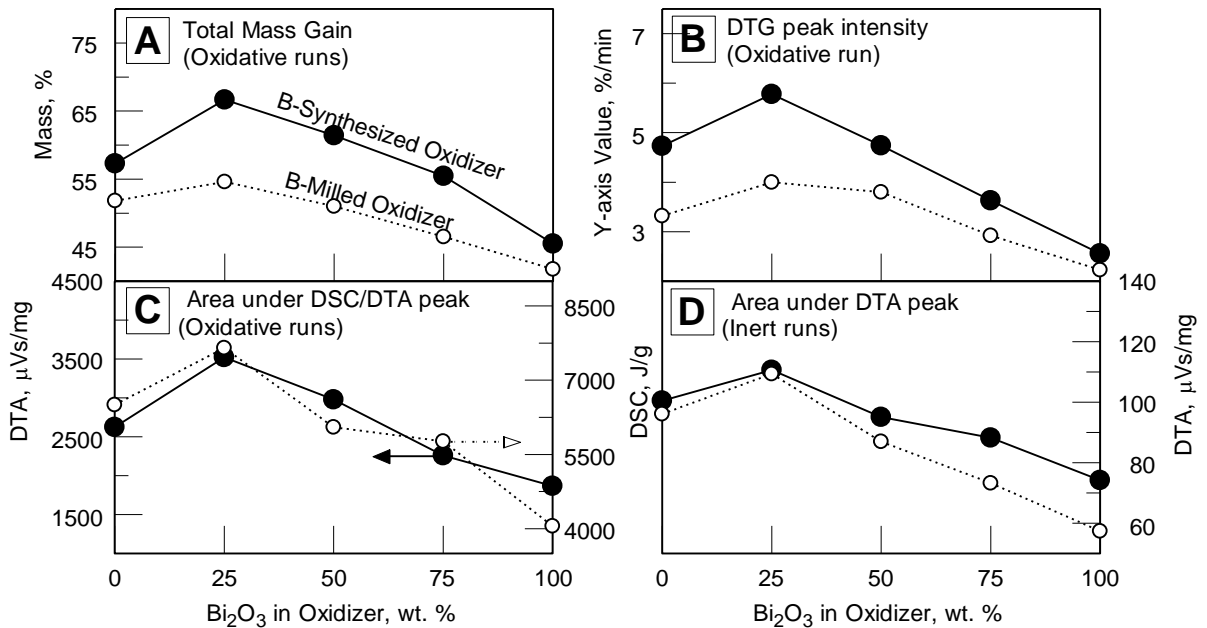 A
Total Mass Gain
(Oxidative runs)
Mass, %
75
65
55
45
B-Synthesized Oxidizer
B-Milled Oxidizer
B
DTG peak intensity
(Oxidative run)
Y-axis Value, %/min
7
5
3
C
Area under DSC/DTA peak
(Oxidative runs)
DTA, μVs/mg
4500
3500
2500
1500
8500
7000
5500
4000
DSC, J/g
0
25
50
75
100
Bi₂O₃ in Oxidizer, wt. %
D
Area under DTA peak
(Inert runs)
140
120
100
80
60
DTA, μVs/mg
0
25
50
75
100
Bi₂O₃ in Oxidizer, wt. %